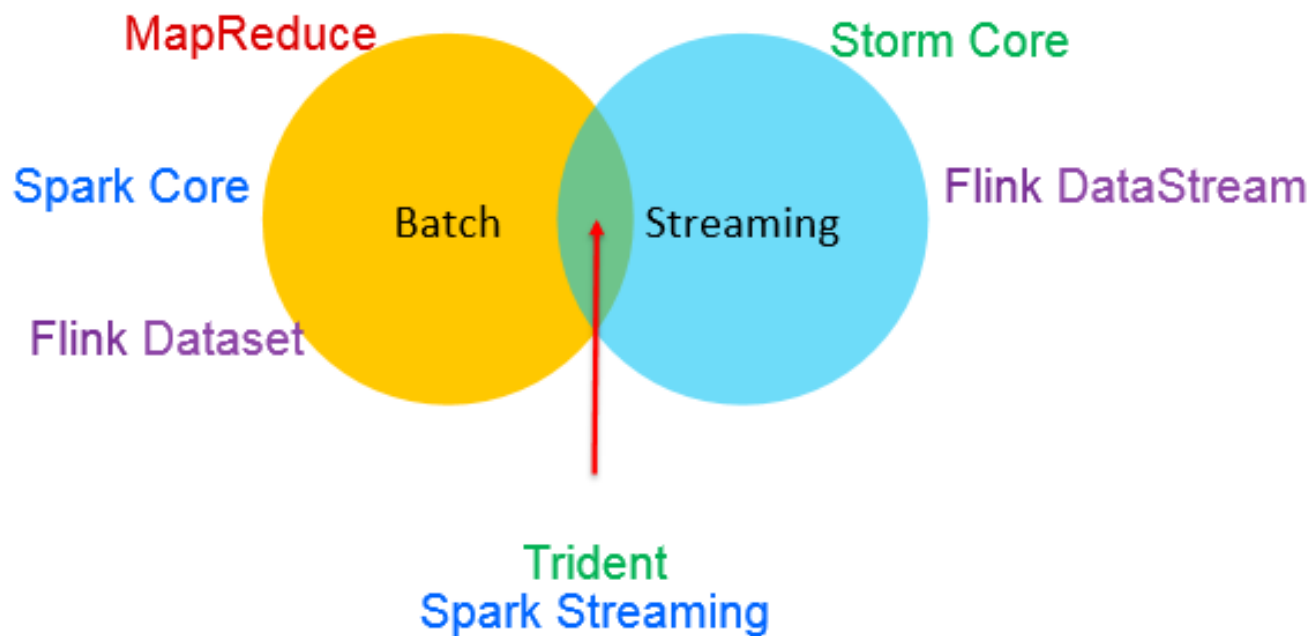 MapReduce
Storm Core
Spark Core
Flink DataStream
Batch
Streaming
Flink Dataset
Trident
Spark Streaming